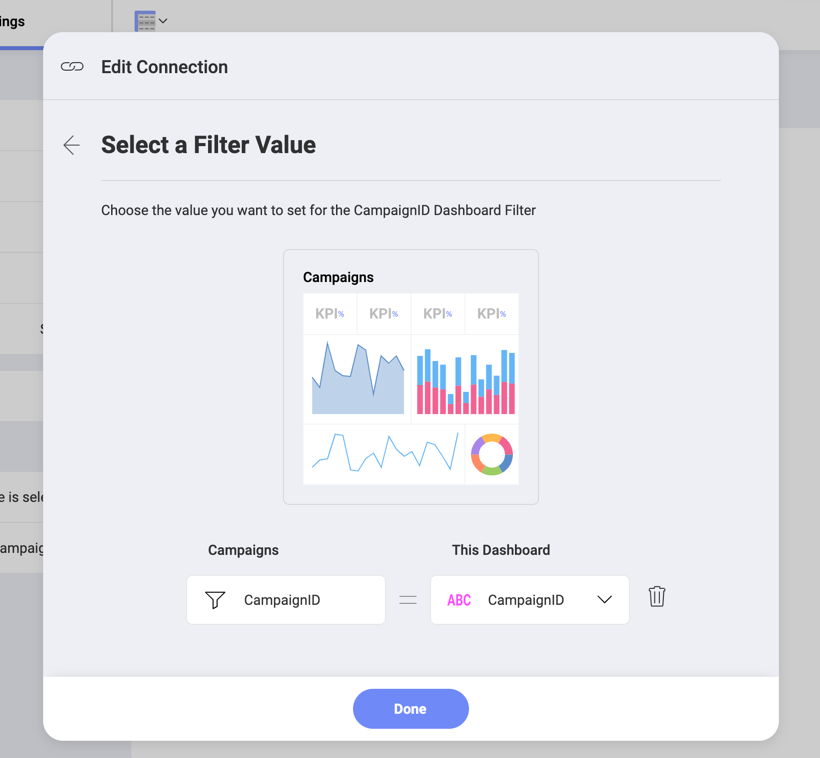 ings
Edit Connection
Select a Filter Value
Choose the value you want to set for the CampaignID Dashboard Filter
Campaigns
KPI% KPI% KPI% KPI%
Campaigns This Dashboard
CampaignID ABC CampaignID
e is sele
ampaig
Done